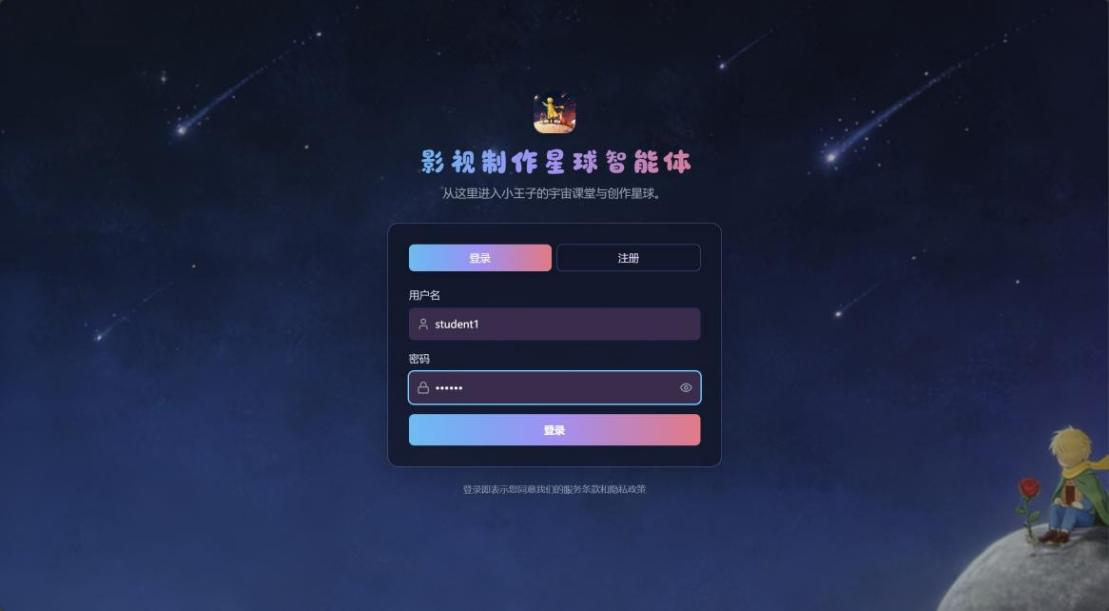 影视制作星球智能体
从这里进入小王子的宇宙课堂与创作星球。
登录 注册
用户名
student1
密码
••••••
登录
登录即表示您同意我们的服务条款和隐私政策